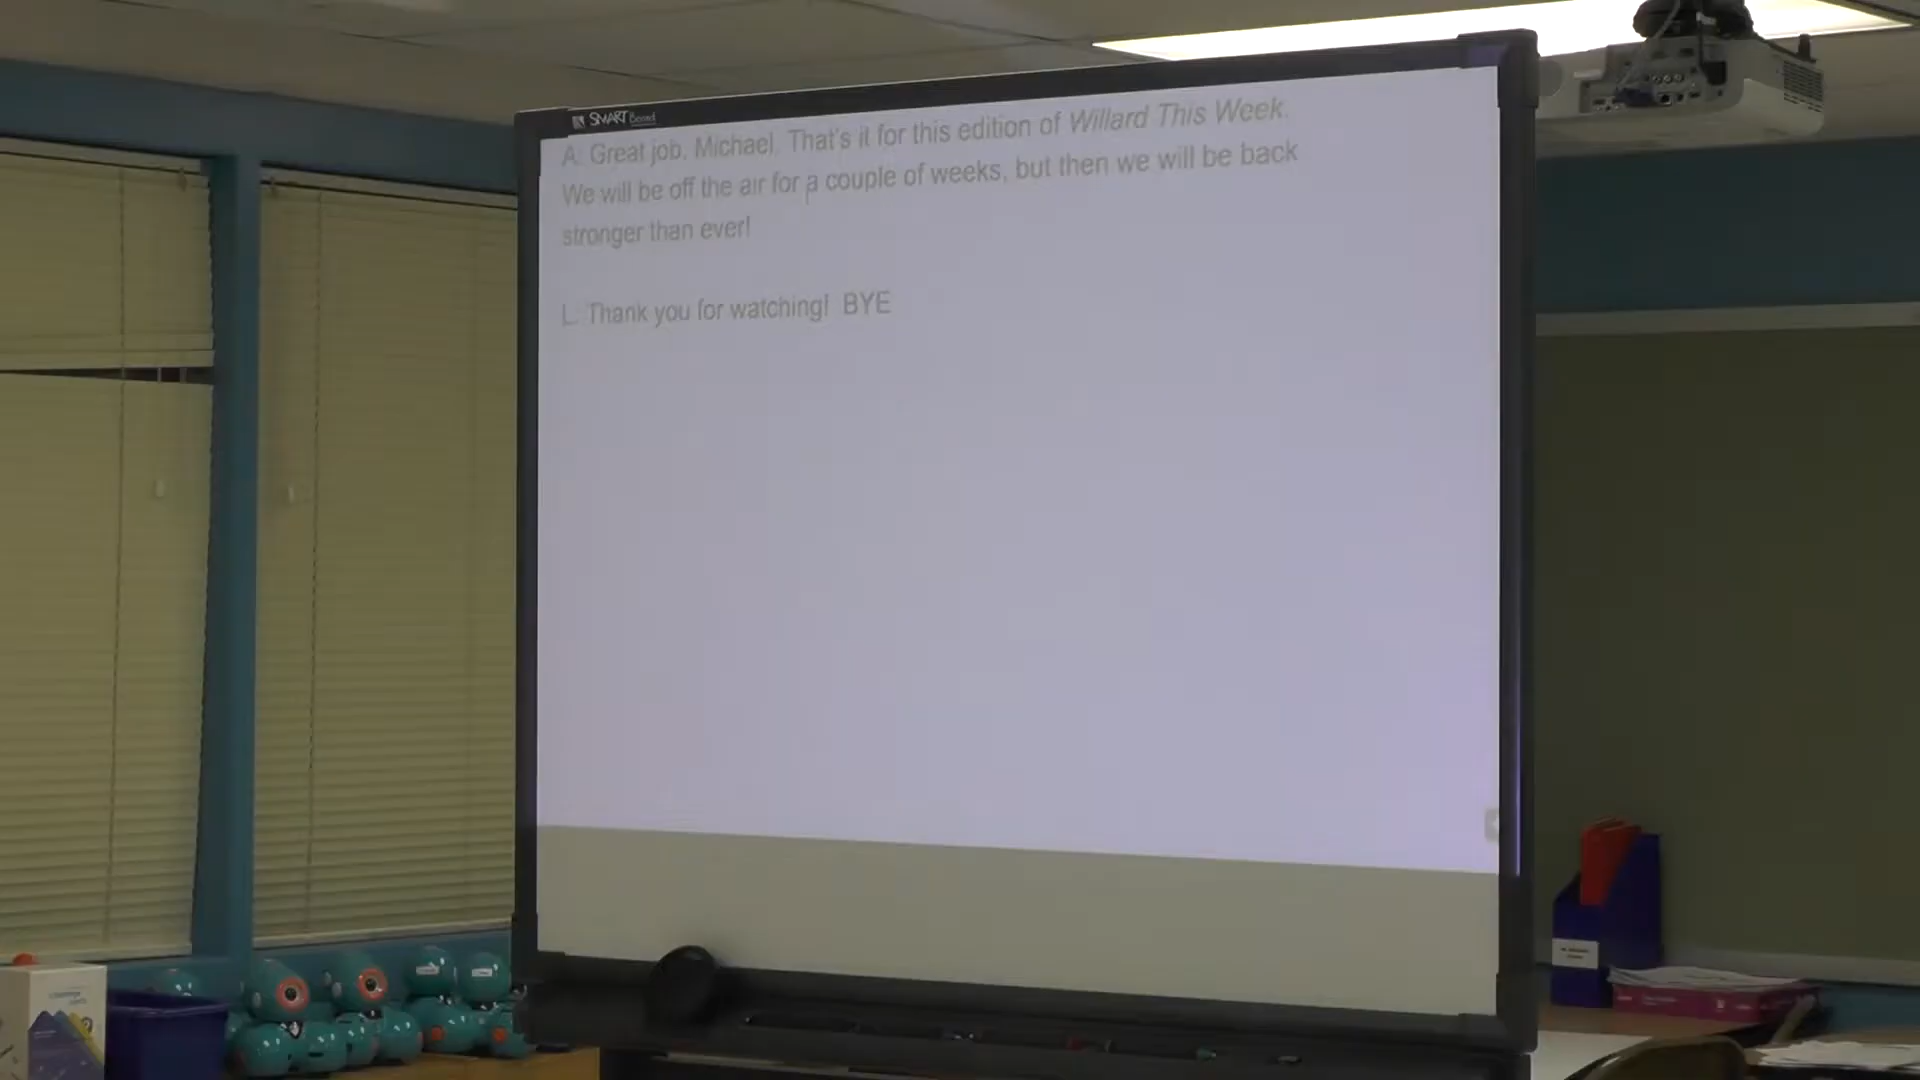 SMART Board
A: Great job, Michael. That's it for this edition of Willard This Week.
We will be off the air for a couple of weeks, but then we will be back
stronger than ever!
L: Thank you for watching! BYE